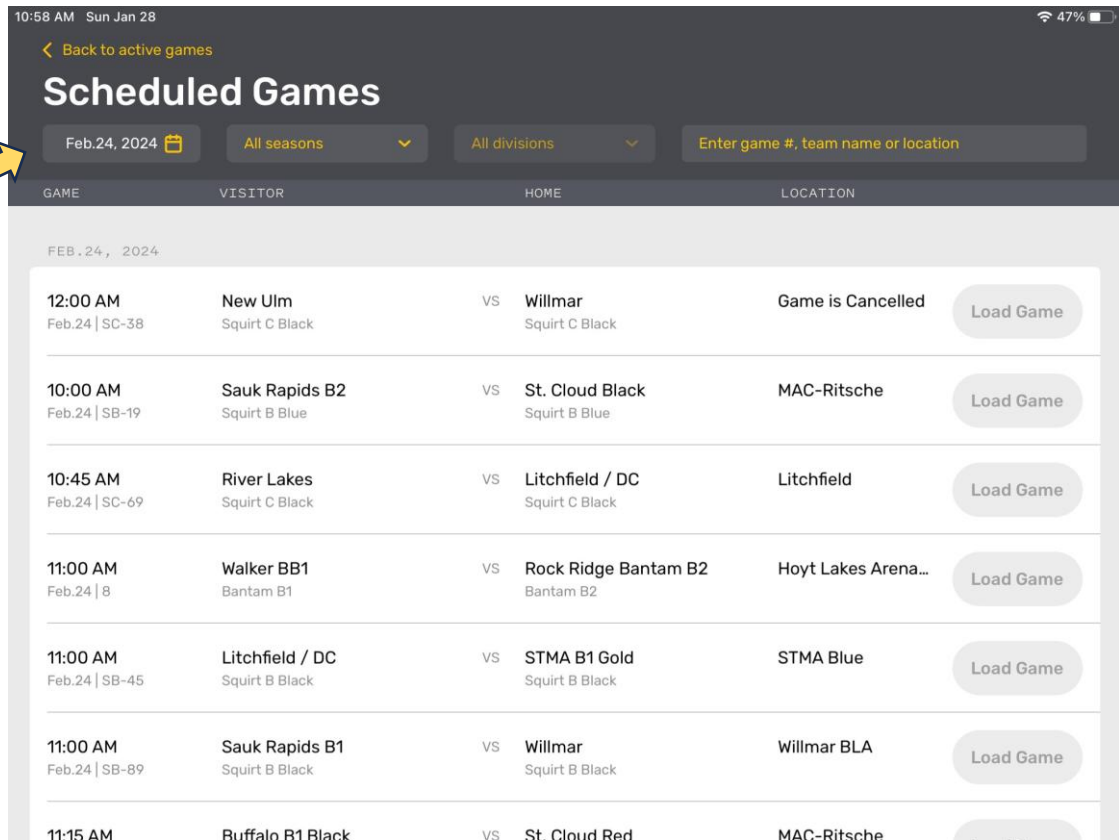 10:58 AM Sun Jan 28 47%
Back to active games
Scheduled Games
Feb.24, 2024 All seasons All divisions Enter game #, team name or location
GAME VISITOR HOME LOCATION
FEB.24, 2024
12:00 AM New Ulm VS Willmar Game is Cancelled Load Game
Feb.24 | SC-38 Squirt C Black Squirt C Black
10:00 AM Sauk Rapids B2 VS St. Cloud Black MAC-Ritsche Load Game
Feb.24 | SB-19 Squirt B Blue Squirt B Blue
10:45 AM River Lakes VS Litchfield / DC Litchfield Load Game
Feb.24 | SC-69 Squirt C Black Squirt C Black
11:00 AM Walker BB1 VS Rock Ridge Bantam B2 Hoyt Lakes Arena... Load Game
Feb.24 | 8 Bantam B1 Bantam B2
11:00 AM Litchfield / DC VS STMA B1 Gold STMA Blue Load Game
Feb.24 | SB-45 Squirt B Black Squirt B Black
11:00 AM Sauk Rapids B1 VS Willmar Willmar BLA Load Game
Feb.24 | SB-89 Squirt B Black Squirt B Black
11:15 AM Buffalo B1 Black VS St. Cloud Red MAC-Ritsche